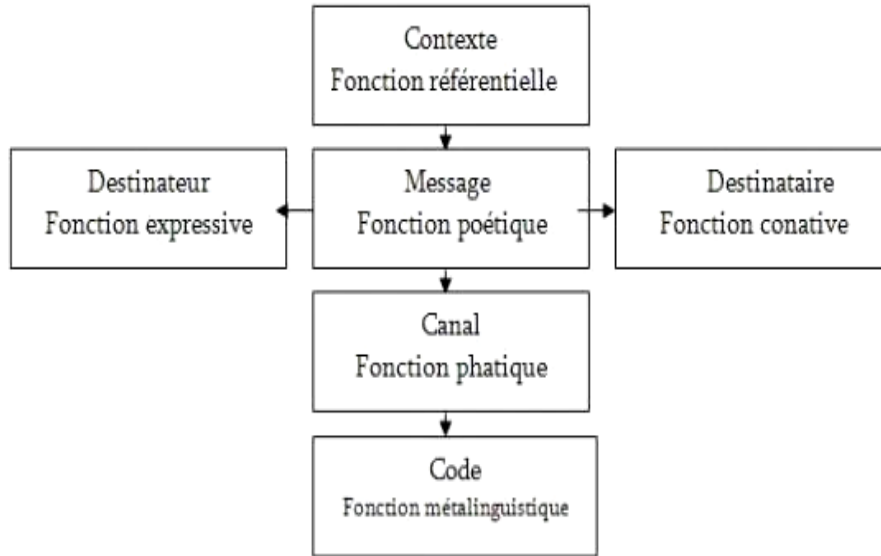 Contexte
Fonction référentielle
Destinateur
Fonction expressive
Message
Fonction poétique
Destinataire
Fonction conative
Canal
Fonction phatique
Code
Fonction métalinguistique